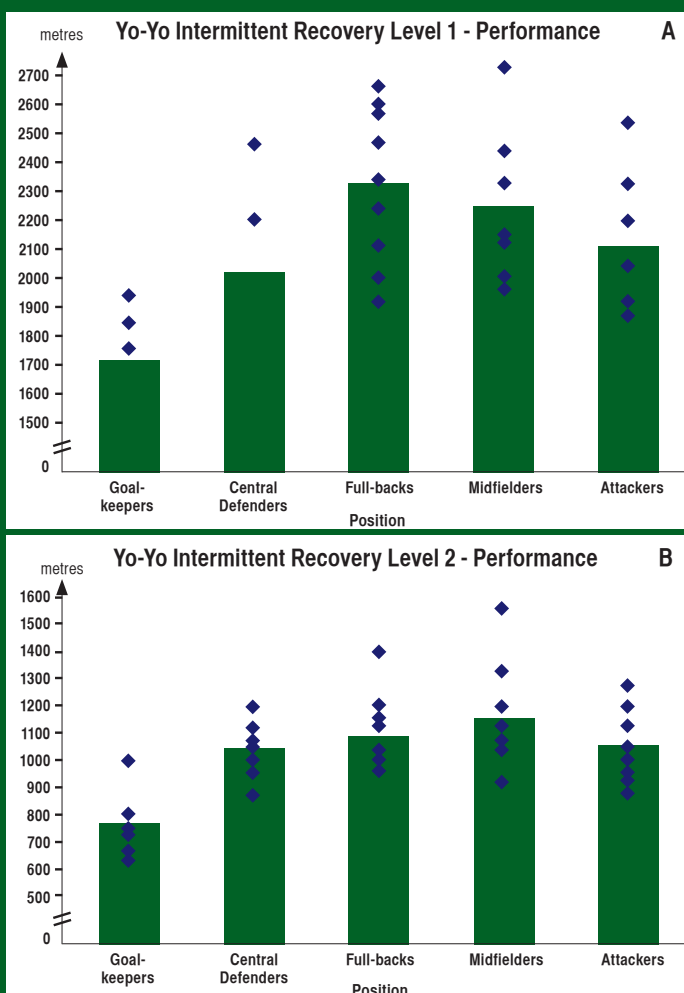 Yo-Yo Intermittent Recovery Level 1 - Performance
A
metres
2700
2600
2500
2400
2300
2200
2100
2000
1900
1800
1700
1600
1500
0
Goal-
keepers
Central
Defenders
Full-backs
Midfielders
Attackers
Position
Yo-Yo Intermittent Recovery Level 2 - Performance
B
metres
1600
1500
1400
1300
1200
1100
1000
900
800
700
600
500
0
Goal-
keepers
Central
Defenders
Full-backs
Midfielders
Attackers
Position